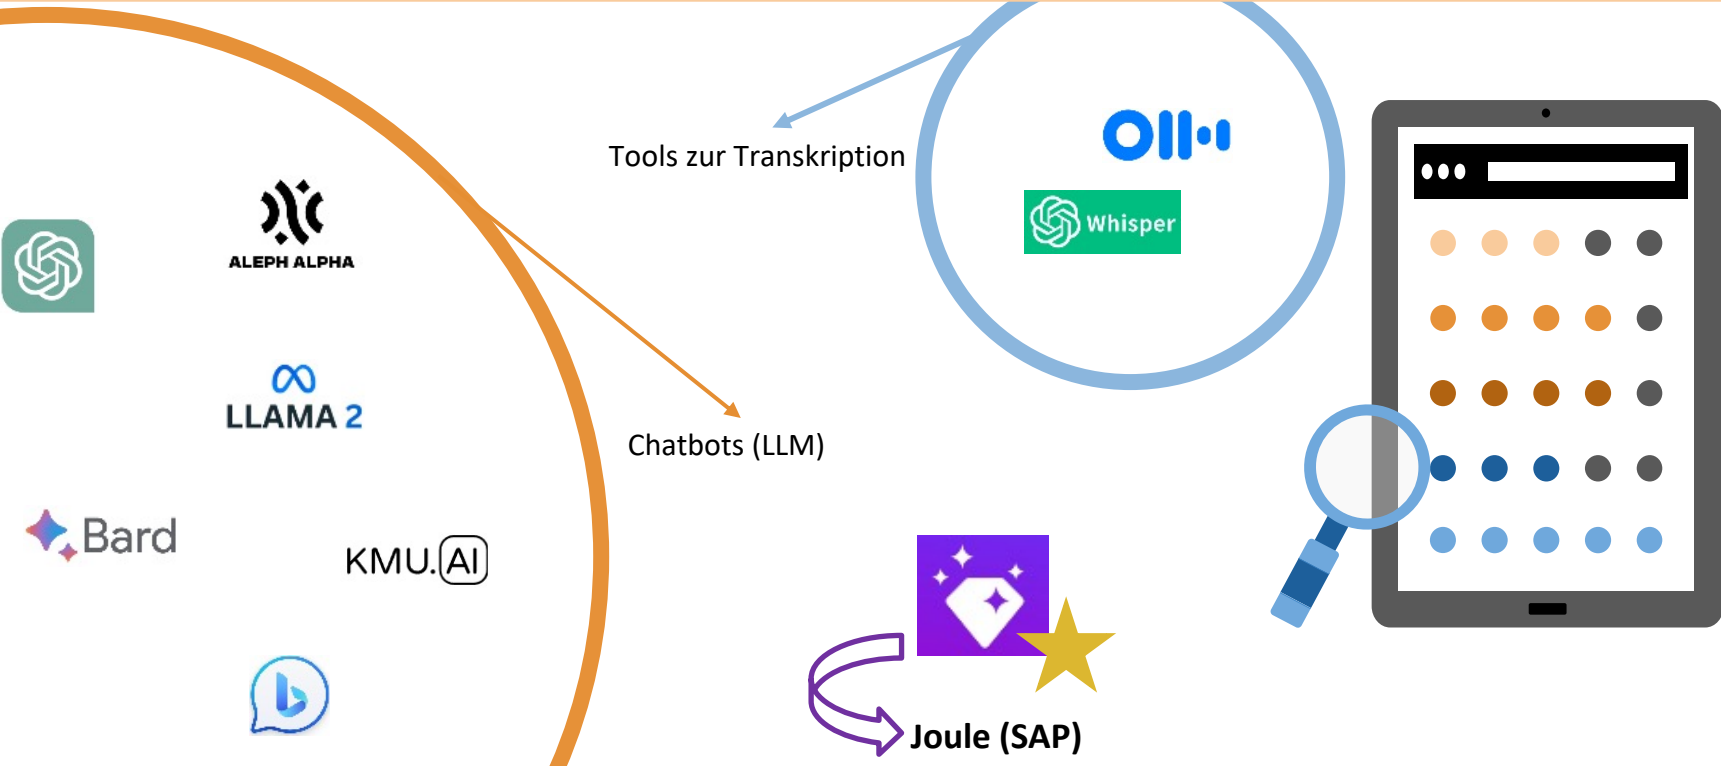 Tools zur Transkription
Whisper
ALEPH ALPHA
LLAMA 2
Chatbots (LLM)
Bard
KMU.AI
Joule (SAP)